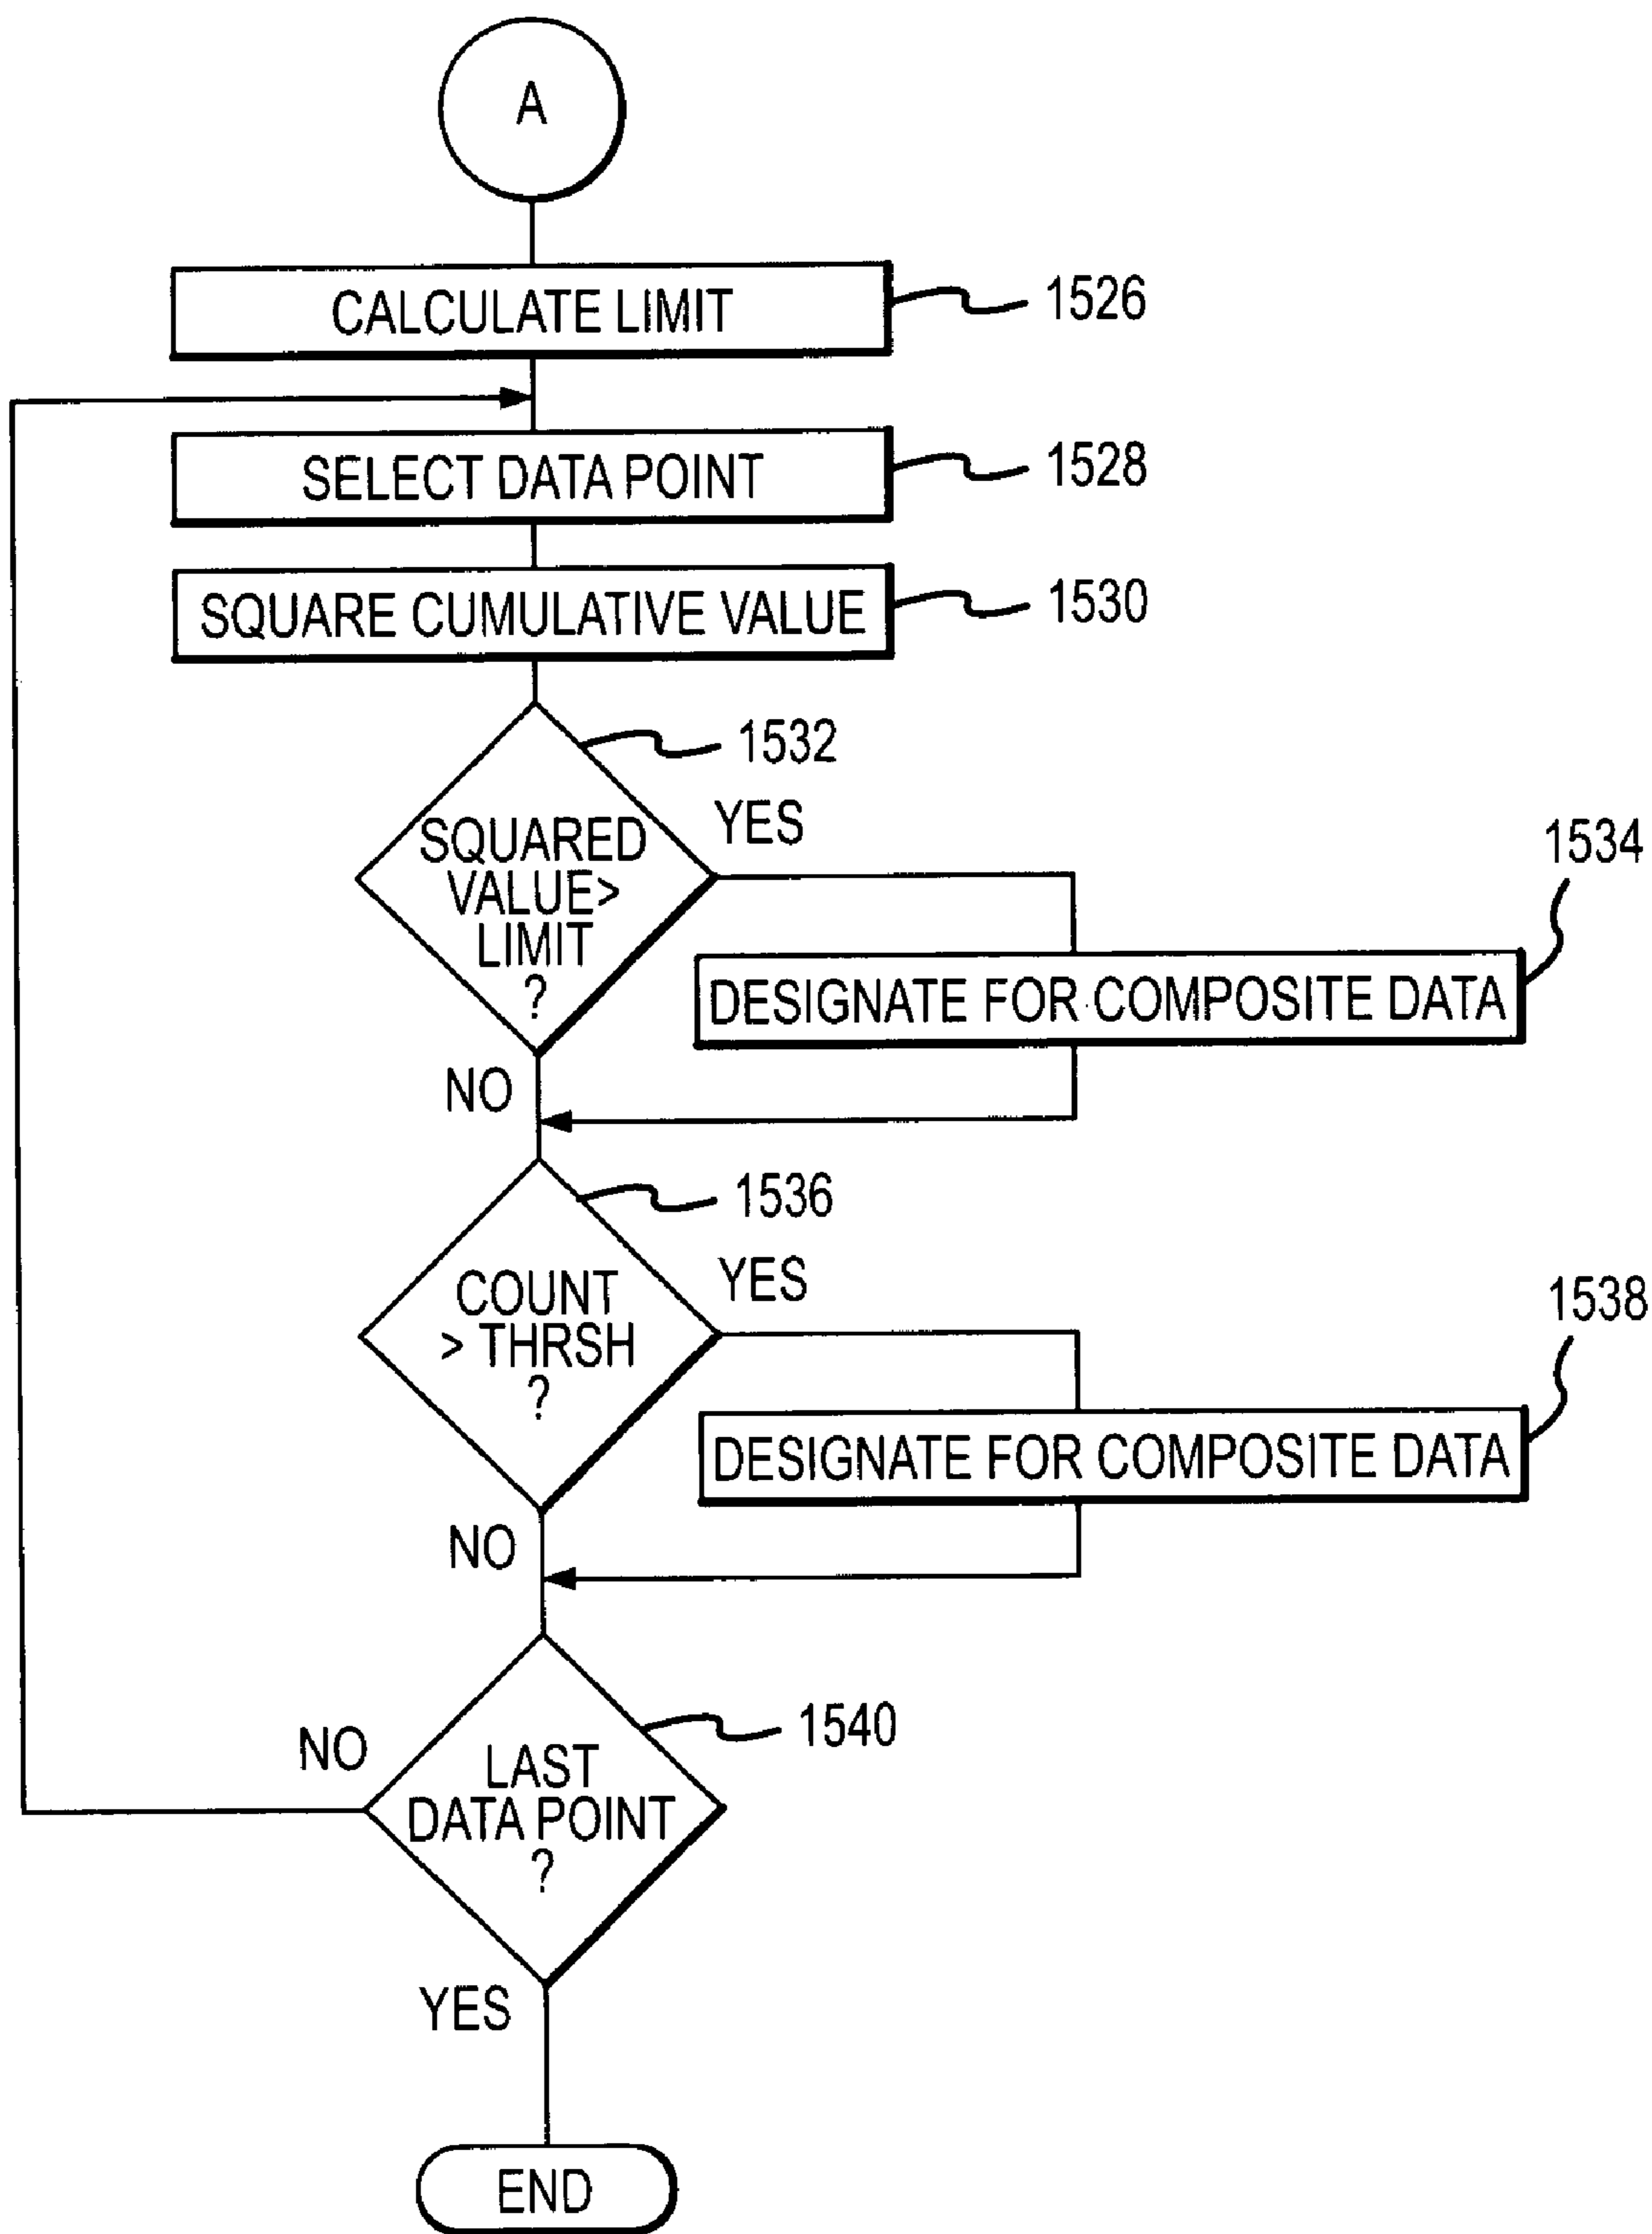 A
CALCULATE LIMIT
1526
SELECT DATA POINT
1528
SQUARE CUMULATIVE VALUE
1530
1532
SQUARED
VALUE>
LIMIT
?
YES
1534
DESIGNATE FOR COMPOSITE DATA
NO
1536
COUNT
> THRSH
?
YES
1538
DESIGNATE FOR COMPOSITE DATA
NO
1540
NO
LAST
DATA POINT
?
YES
END